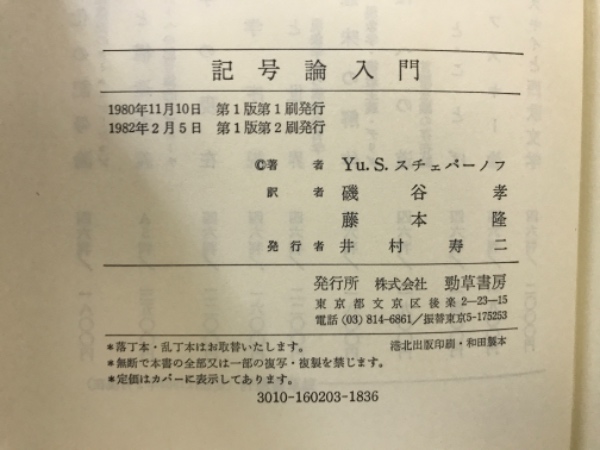 記号論入門
1980年11月10日 第1版第1刷発行
1982年2月5日 第1版第2刷発行
©著者 Yu.S.スチェパーノフ
訳者 磯谷孝
藤本隆
発行者 井村寿二
発行所 株式会社 勁草書房
東京都文京区後楽2-23-15
電話(03)814-6861/振替東京5-175253
*落丁本・乱丁本はお取替いたします。 港北出版印刷・和田製本
*無断で本書の全部又は一部の複写・複製を禁じます。
*定価はカバーに表示してあります。
3010-160203-1836